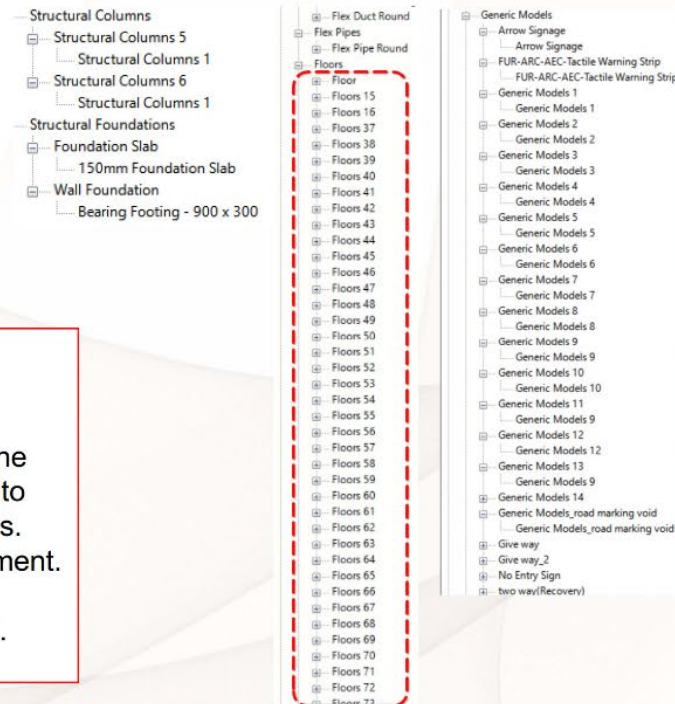 Structural Columns
Structural Columns 5
Structural Columns 1
Structural Columns 6
Structural Columns 1
Structural Foundations
Foundation Slab
150mm Foundation Slab
Wall Foundation
Bearing Footing - 900 x 300
to
s.
.
Flex Duct Round
Flex Pipes
Flex Pipe Round
Floors
Floor
Floors 15
Floors 16
Floors 37
Floors 38
Floors 39
Floors 40
Floors 41
Floors 42
Floors 43
Floors 44
Floors 45
Floors 46
Floors 47
Floors 48
Floors 49
Floors 50
Floors 51
Floors 52
Floors 53
Floors 54
Floors 55
Floors 56
Floors 57
Floors 58
Floors 59
Floors 60
Floors 61
Floors 62
Floors 63
Floors 64
Floors 65
Floors 66
Floors 67
Floors 68
Floors 69
Floors 70
Floors 71
Floors 72
Floors 73
Generic Models
Arrow Signage
Arrow Signage
FUR-ARC-AEC-Tactile Warning Strip
FUR-ARC-AEC-Tactile Warning Strip
Generic Models 1
Generic Models 1
Generic Models 2
Generic Models 2
Generic Models 3
Generic Models 3
Generic Models 4
Generic Models 4
Generic Models 5
Generic Models 5
Generic Models 6
Generic Models 6
Generic Models 7
Generic Models 7
Generic Models 8
Generic Models 8
Generic Models 9
Generic Models 9
Generic Models 10
Generic Models 10
Generic Models 11
Generic Models 9
Generic Models 12
Generic Models 12
Generic Models 13
Generic Models 9
Generic Models 14
Generic Models_road marking void
Generic Models_road marking void
Give way
Give way_2
No Entry Sign
two way(Recovery)